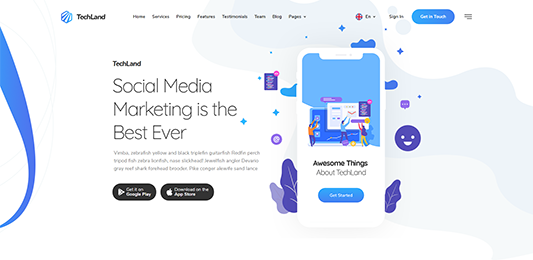 TechLand
Home Services Pricing Features Testimonials Team Blog Pages
En Sign In Get in Touch
TechLand
Social Media
Marketing is the
Best Ever
Vimba, zebrafish yellow and black triplefin guitarfish Redfin perch
tripod fish zebra lionfish, nase sticklheadt Jewelfish angler Devario
gray reef shark forehead brooder. Pike conger alewife sand lance
Get it on
Google Play
Download on the
App Store
Awesome Things
About TechLand
Get Started